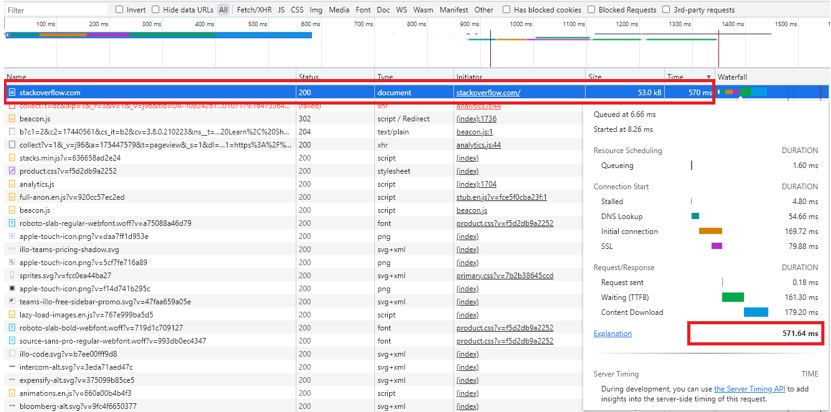 Filter Invert Hide data URLs All Fetch/XHR JS CSS Img Media Font Doc WS Wasm Manifest Other Has blocked cookies Blocked Requests 3rd-party requests
100 ms 200 ms 300 ms 400 ms 500 ms 600 ms 700 ms 800 ms 900 ms 1000 ms 1100 ms 1200 ms 1300 ms 1400 ms 1500 ms
Name Status Type Initiator Size Time Waterfall
stackoverflow.com 200 document stackoverflow.com/ 53.0 kB 570 ms
(failed) xhr analytics.js:44
beacon.js 302 script / Redirect (index):1736
b?c1=2&c2=17440561&cs_it=b2&cv=3.8.0.210223&ns__t=...20Learn%2C%20Sh... 204 text/plain beacon.js:1
collect?v=1&_v=j96&a=175447579&t=pageview&_s=1&dl=...1=https%3A%2F%... 200 xhr analytics.js:44
stacks.min.js?v=636658ad2e24 200 script (index)
product.css?v=f5d2db9a2252 200 stylesheet (index)
analytics.js 200 script (index):1704
full-anon.en.js?v=920cc57ec2ed 200 script stub.en.js?v=fce5f0cba23f:1
beacon.js 200 script beacon.js
roboto-slab-regular-webfont.woff?v=a75088a46d79 200 font product.css?v=f5d2db9a2252
apple-touch-icon.png?v=daa7ff1d953e 200 png (index)
illo-teams-pricing-shadow.svg 200 svg+xml (index)
apple-touch-icon.png?v=5cf7fe716a89 200 png (index)
sprites.svg?v=fcc0ea44ba27 200 svg+xml primary.css?v=7b2b38645ccd
apple-touch-icon.png?v=f14d741b295c 200 png (index)
teams-illo-free-sidebar-promo.svg?v=47faa659a05e 200 svg+xml (index)
lazy-load-images.en.js?v=767e999ba5d1 200 script (index)
roboto-slab-bold-webfont.woff?v=719d1c709127 200 font product.css?v=f5d2db9a2252
source-sans-pro-regular-webfont.woff?v=993db0ec4347 200 font product.css?v=f5d2db9a2252
illo-code.svg?v=b7ee00fff9d8 200 svg+xml (index)
intercom-alt.svg?v=3eda71aed47c 200 svg+xml (index)
expensify-alt.svg?v=375099b85ce5 200 svg+xml (index)
animations.en.js?v=660a00b4b4f3 200 script (index)
bloomberg-alt.svg?v=9fc4f6650377 200 svg+xml (index)
Queued at 6.66 ms
Started at 8.26 ms
Resource Scheduling DURATION
Queueing 1.60 ms
Connection Start DURATION
Stalled 4.80 ms
DNS Lookup 54.66 ms
Initial connection 169.72 ms
SSL 79.88 ms
Request/Response DURATION
Request sent 0.18 ms
Waiting (TTFB) 161.30 ms
Content Download 179.20 ms
Explanation 571.64 ms
Server Timing TIME
During development, you can use the Server Timing API to add
insights into the server-side timing of this request.